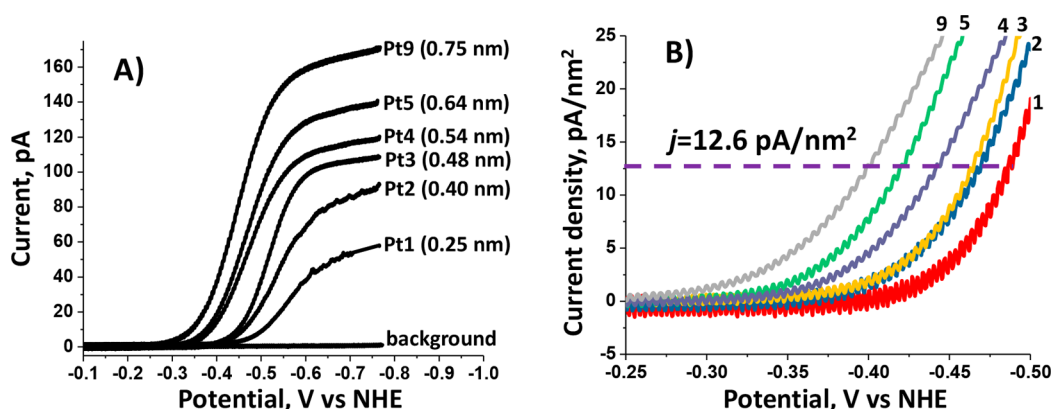 A)
Current, pA
160
140
120
100
80
60
40
20
0
Pt9 (0.75 nm)
Pt5 (0.64 nm)
Pt4 (0.54 nm)
Pt3 (0.48 nm)
Pt2 (0.40 nm)
Pt1 (0.25 nm)
background
-0.1 -0.2 -0.3 -0.4 -0.5 -0.6 -0.7 -0.8 -0.9 -1.0
Potential, V vs NHE
B)
Current density, pA/nm²
25
20
15
10
5
0
-5
9 5 4 3
2
1
j=12.6 pA/nm²
-0.25 -0.30 -0.35 -0.40 -0.45 -0.50
Potential, V vs NHE